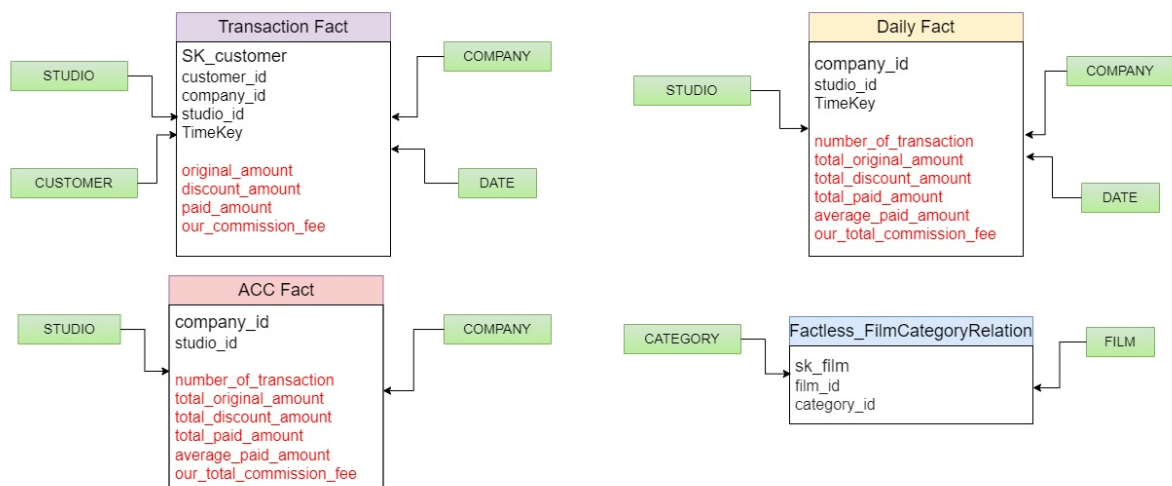 Transaction Fact
SK_customer
customer_id
company_id
studio_id
TimeKey
original_amount
discount_amount
paid_amount
our_commission_fee
STUDIO
CUSTOMER
COMPANY
DATE
Daily Fact
company_id
studio_id
TimeKey
number_of_transaction
total_original_amount
total_discount_amount
total_paid_amount
average_paid_amount
our_total_commission_fee
STUDIO
COMPANY
DATE
ACC Fact
company_id
studio_id
number_of_transaction
total_original_amount
total_discount_amount
total_paid_amount
average_paid_amount
our_total_commission_fee
STUDIO
COMPANY
Factless_FilmCategoryRelation
sk_film
film_id
category_id
CATEGORY
FILM